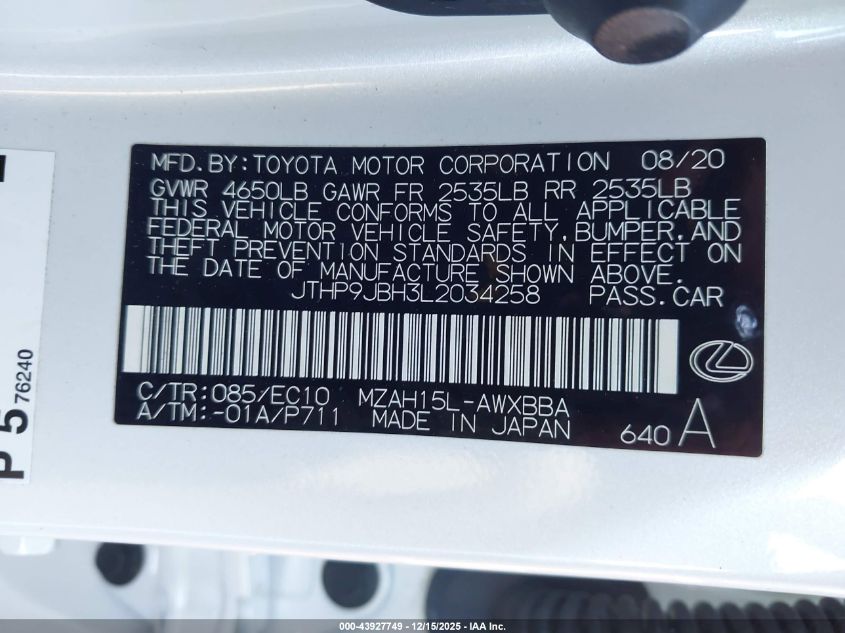 MFD.BY:TOYOTA MOTOR CORPORATION 08/20
GVWR 4650LB GAWR FR 2535LB RR 2535LB
THIS VEHICLE CONFORMS TO ALL APPLICABLE
FEDERAL MOTOR VEHICLE SAFETY,BUMPER,AND
THEFT PREVENTION STANDARDS IN EFFECT ON
THE DATE OF MANUFACTURE SHOWN ABOVE.
JTHP9JBH3L2034258 PASS.CAR
C/TR:085/EC10 MZAH15L-AWXBBA
A/TM:-01A/P711 MADE IN JAPAN
640 A
P 5 76240
000-43927749 - 12/15/2025 - IAA Inc.